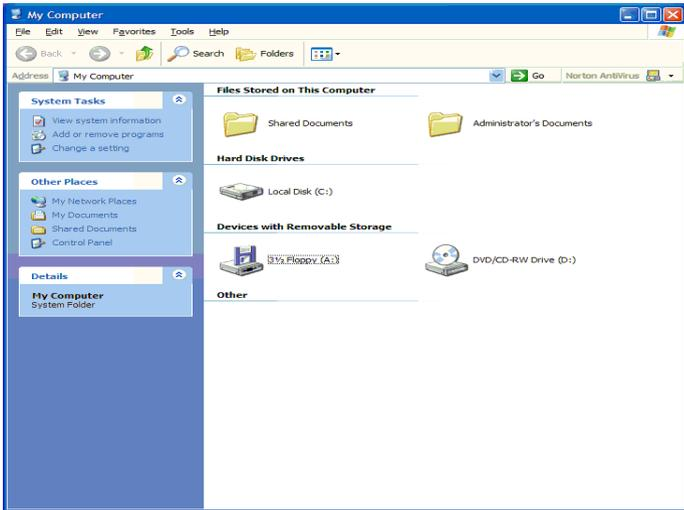 My Computer
File Edit View Favorites Tools Help
Back Search Folders
Address My Computer Go Norton AntiVirus
System Tasks
View system information
Add or remove programs
Change a setting
Other Places
My Network Places
My Documents
Shared Documents
Control Panel
Details
My Computer
System Folder
Files Stored on This Computer
Shared Documents Administrator's Documents
Hard Disk Drives
Local Disk (C:)
Devices with Removable Storage
3½ Floppy (A:) DVD/CD-RW Drive (D:)
Other